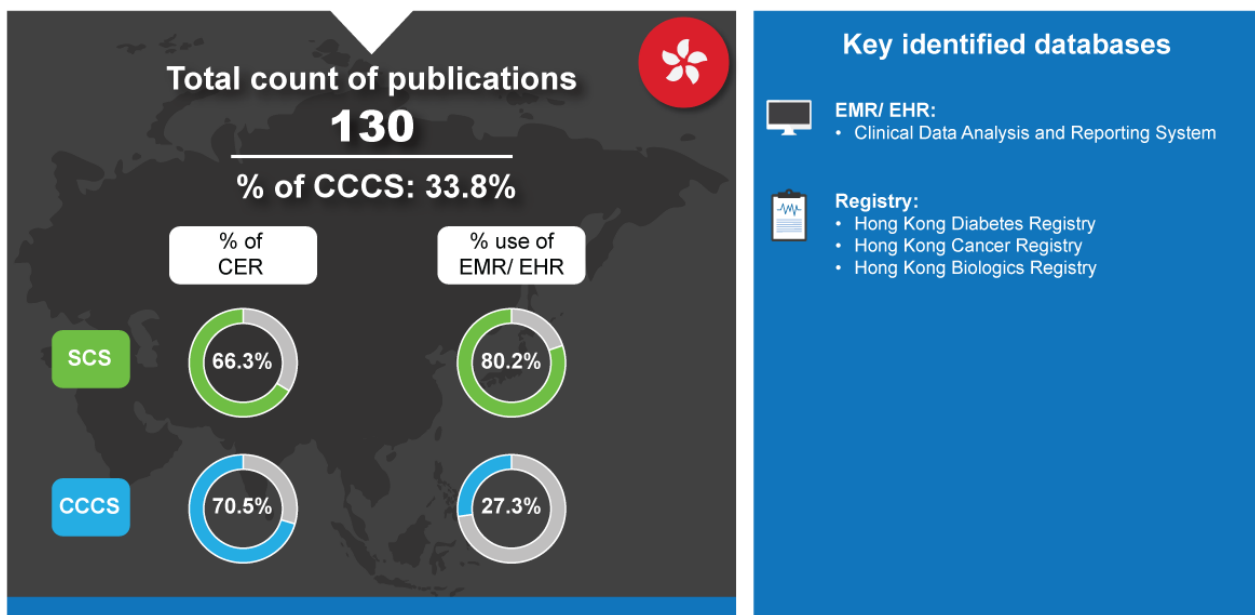 Total count of publications
130
% of CCCS: 33.8%
% of
CER
% use of
EMR/ EHR
SCS
66.3%
80.2%
CCCS
70.5%
27.3%
Key identified databases
EMR/ EHR:
• Clinical Data Analysis and Reporting System
Registry:
• Hong Kong Diabetes Registry
• Hong Kong Cancer Registry
• Hong Kong Biologics Registry